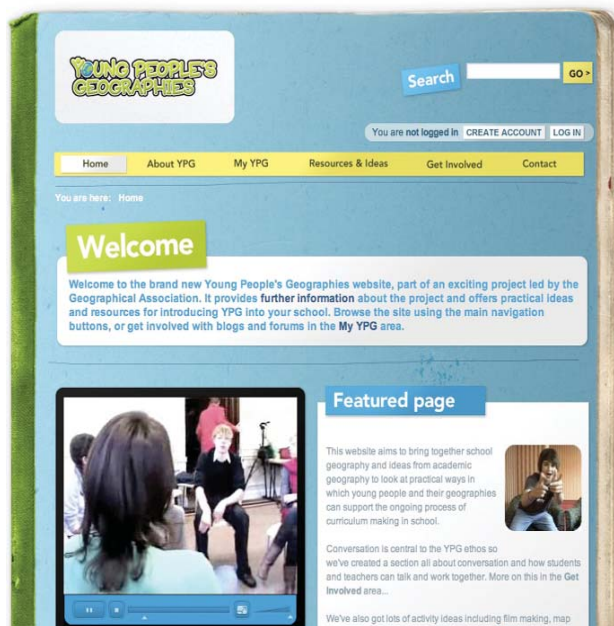 YOUNG PEOPLE'S
GEOGRAPHIES
Search
GO >
You are not logged in CREATE ACCOUNT LOG IN
Home About YPG My YPG Resources & Ideas Get Involved Contact
You are here: Home
Welcome
Welcome to the brand new Young People's Geographies website, part of an exciting project led by the
Geographical Association. It provides further information about the project and offers practical ideas
and resources for introducing YPG into your school. Browse the site using the main navigation
buttons, or get involved with blogs and forums in the My YPG area.
Featured page
This website aims to bring together school
geography and ideas from academic
geography to look at practical ways in
which young people and their geographies
can support the ongoing process of
curriculum making in school.
Conversation is central to the YPG ethos so
we've created a section all about conversation and how students
and teachers can talk and work together. More on this in the Get
Involved area...
We've also got lots of activity ideas including film making, map